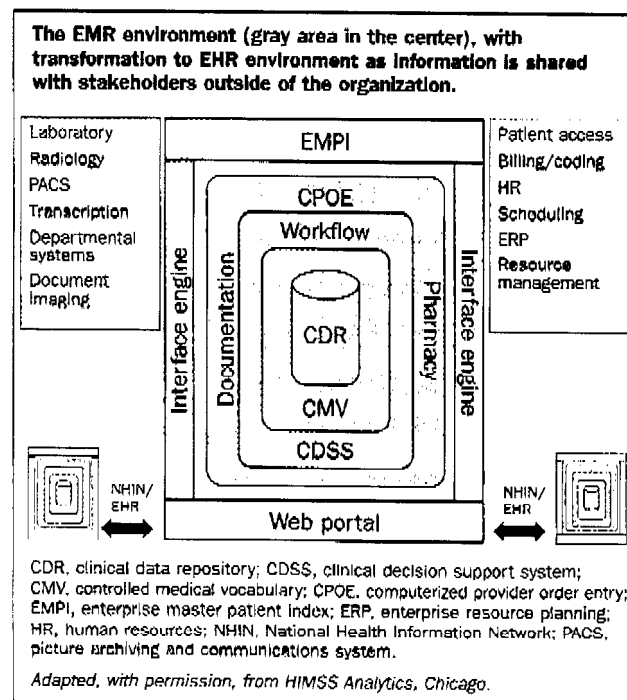 The EMR environment (gray area in the center), with
transformation to EHR environment as information is shared
with stakeholders outside of the organization.
Laboratory
Radiology
PACS
Transcription
Departmental
systems
Document
Imaging
EMPI
Interface engine
Documentation
CPOE
Workflow
CDR
CMV
CDSS
Pharmacy
Interface engine
Web portal
Patient access
Billing/coding
HR
Scheduling
ERP
Resource
management
NHIN/
EHR
NHIN/
EHR
CDR, clinical data repository; CDSS, clinical decision support system;
CMV, controlled medical vocabulary; CPOE, computerized provider order entry;
EMPI, enterprise master patient index; ERP, enterprise resource planning;
HR, human resources; NHIN, National Health Information Network; PACS,
picture archiving and communications system.
Adapted, with permission, from HIMSS Analytics, Chicago.